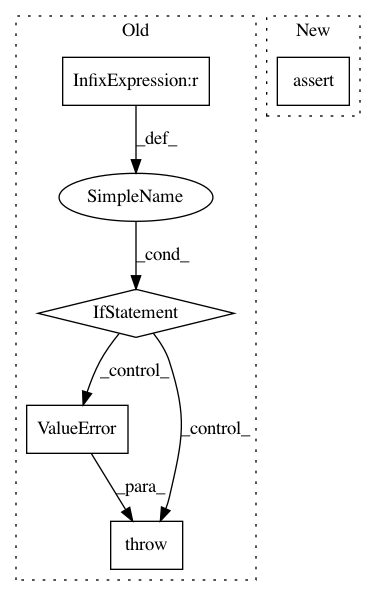 Old
New
InfixExpression:r
assert
_def_
SimpleName
_cond_
IfStatement
_control_
ValueError
_control_
_para_
throw